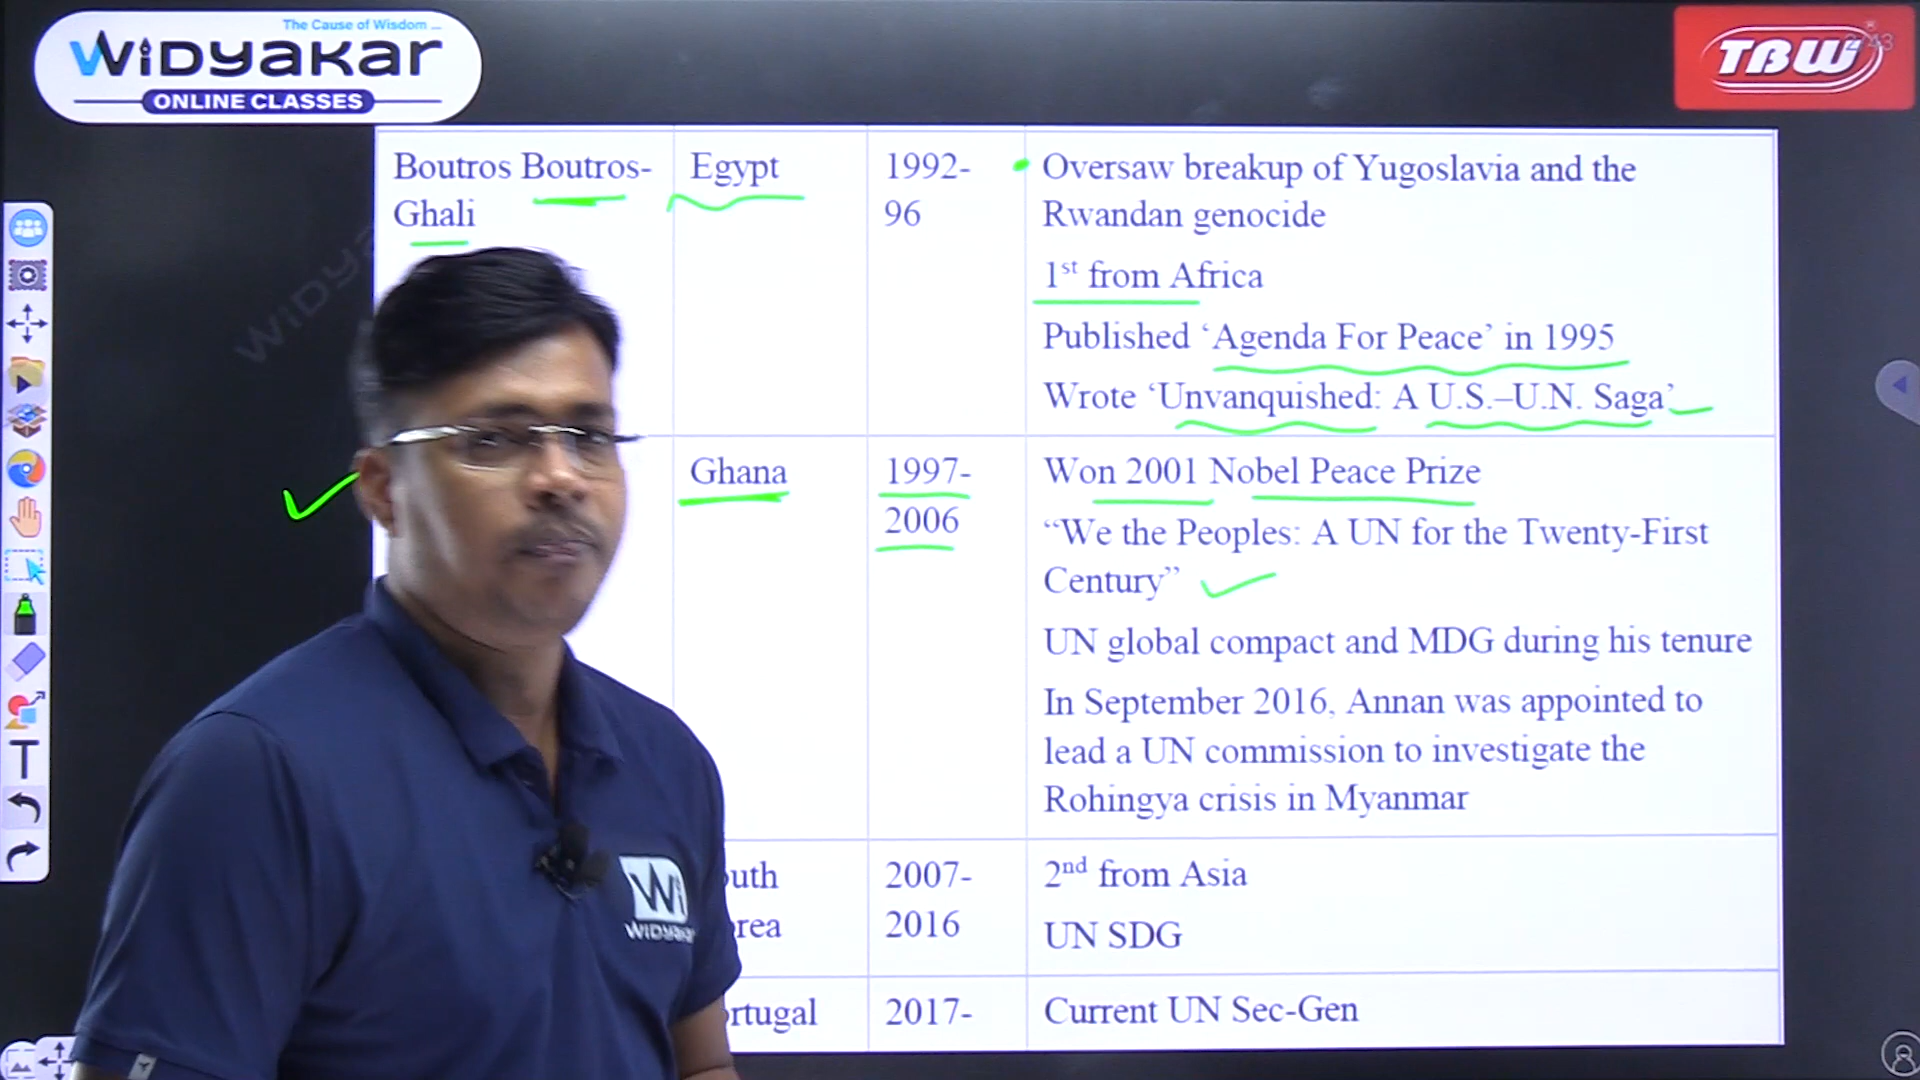 The Cause of Wisdom ...
WiDyakar
ONLINE CLASSES
TBW
Boutros Boutros-
Ghali
Egypt
1992-
96
Oversaw breakup of Yugoslavia and the
Rwandan genocide
1st from Africa
Published ‘Agenda For Peace’ in 1995
Wrote ‘Unvanquished: A U.S.–U.N. Saga’
Ghana
1997-
2006
Won 2001 Nobel Peace Prize
“We the Peoples: A UN for the Twenty-First
Century”
UN global compact and MDG during his tenure
In September 2016, Annan was appointed to
lead a UN commission to investigate the
Rohingya crisis in Myanmar
uth
rea
2007-
2016
2nd from Asia
UN SDG
rtugal
2017-
Current UN Sec-Gen
WiDyakar